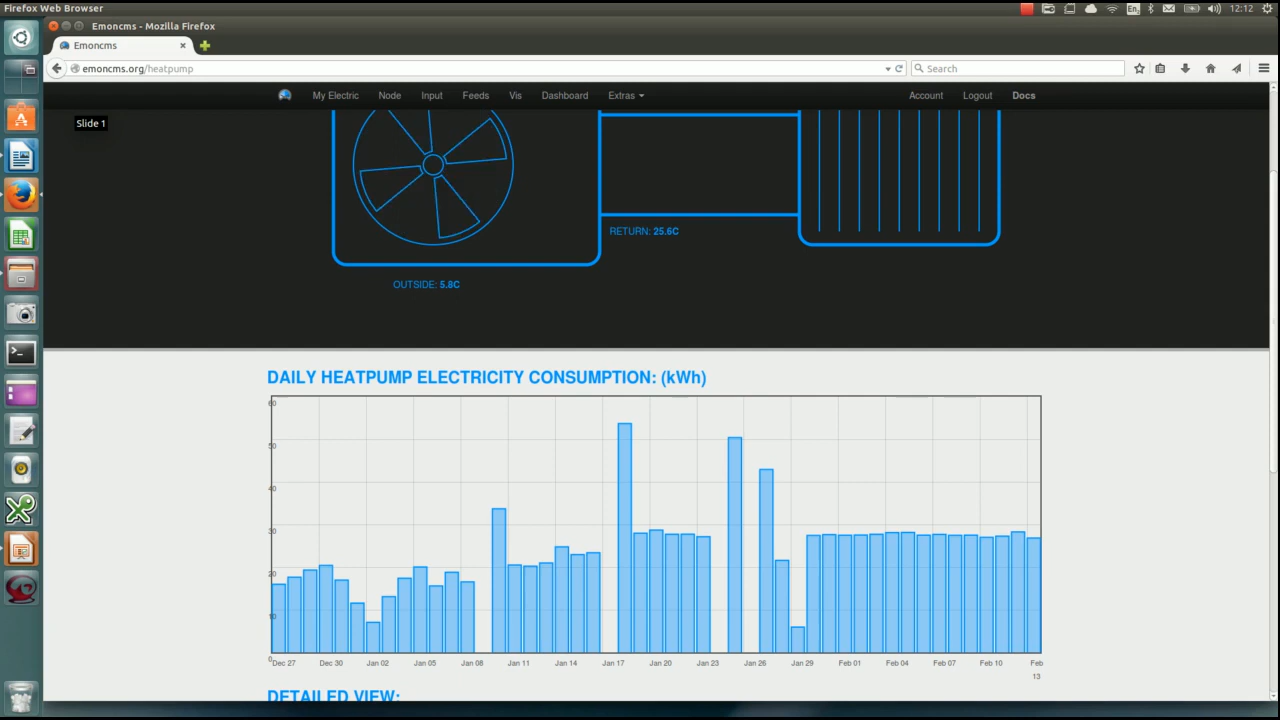 Firefox Web Browser
En
12:12
Emoncms - Mozilla Firefox
Emoncms
emoncms.org/heatpump
Search
My Electric Node Input Feeds Vis Dashboard Extras Account Logout Docs
Slide 1
RETURN: 25.6C
OUTSIDE: 5.8C
DAILY HEATPUMP ELECTRICITY CONSUMPTION: (kWh)
60
50
40
30
20
10
0
Dec 27 Dec 30 Jan 02 Jan 05 Jan 08 Jan 11 Jan 14 Jan 17 Jan 20 Jan 23 Jan 26 Jan 29 Feb 01 Feb 04 Feb 07 Feb 10 Feb
13
DETAILED VIEW: